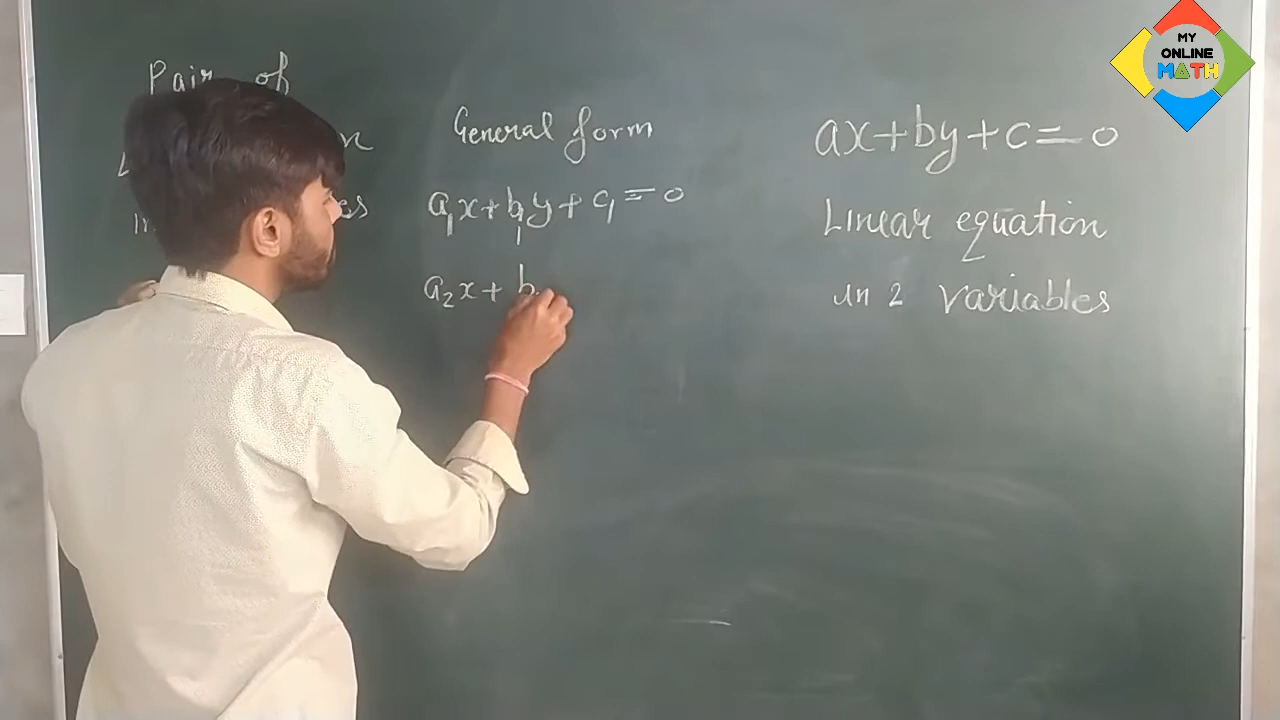 Pair of
General form
a₁x+b₁y+c₁=0
a₂x+b
ax+by+c=0
Linear equation
in 2 variables
MY
ONLINE
MATH